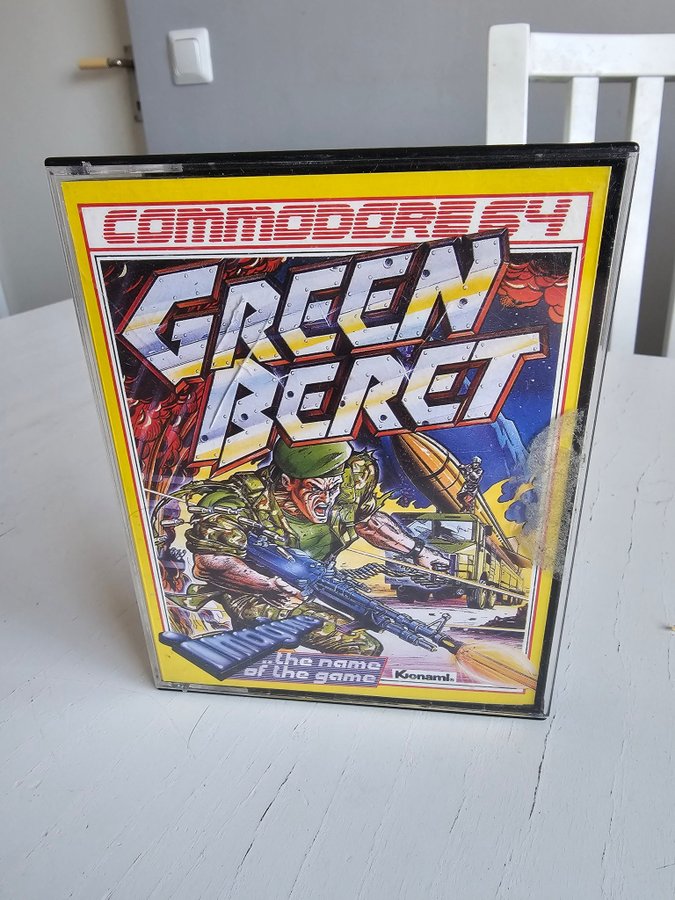 COMMODORE 64
GREEN
BERET
Imagine
...the name
of the game
Konami®